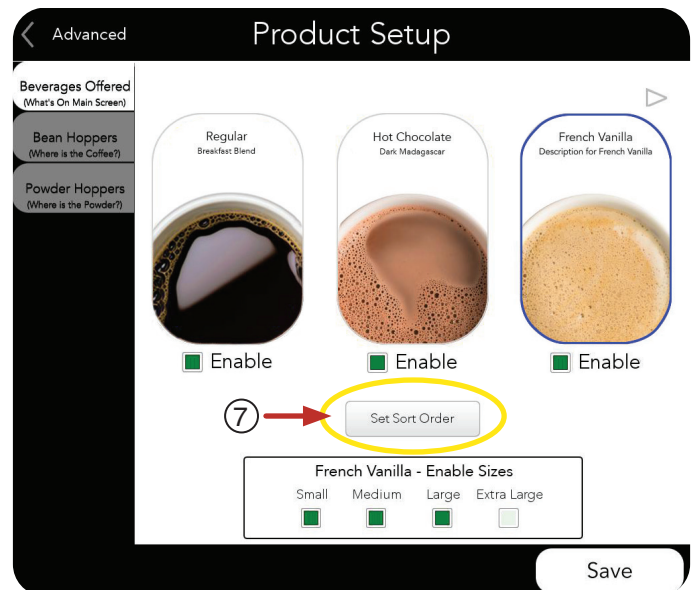 Advanced
Product Setup
Beverages Offered
(What's On Main Screen)
Bean Hoppers
(Where is the Coffee?)
Powder Hoppers
(Where is the Powder?)
Regular
Breakfast Blend
Hot Chocolate
Dark Madagascar
French Vanilla
Description for French Vanilla
Enable
Enable
Enable
7
Set Sort Order
French Vanilla - Enable Sizes
Small Medium Large Extra Large
Save